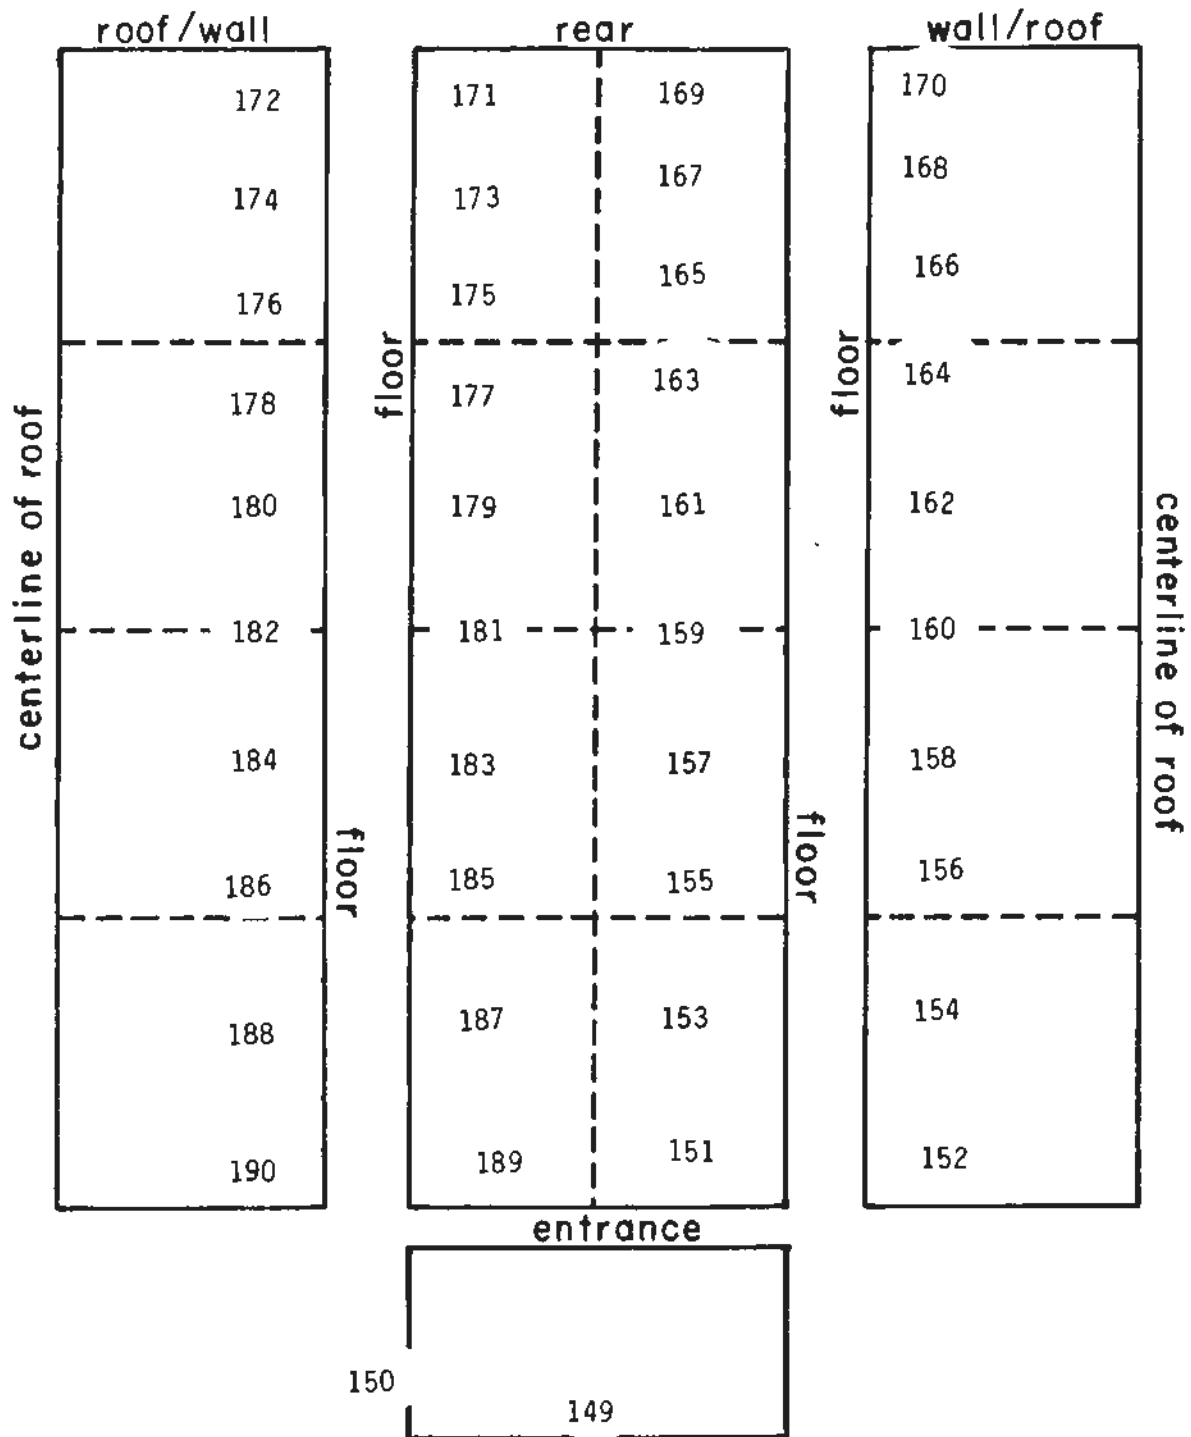 roof/wall rear wall/roof
172 171 169 170
174 173 167 168
176 175 165 166
floor floor
178 177 163 164
centerline of roof
180 179 161 162
centerline of roof
182 181 159 160
184 183 157 158
floor floor
186 185 155 156
188 187 153 154
190 189 151 152
entrance
150
149